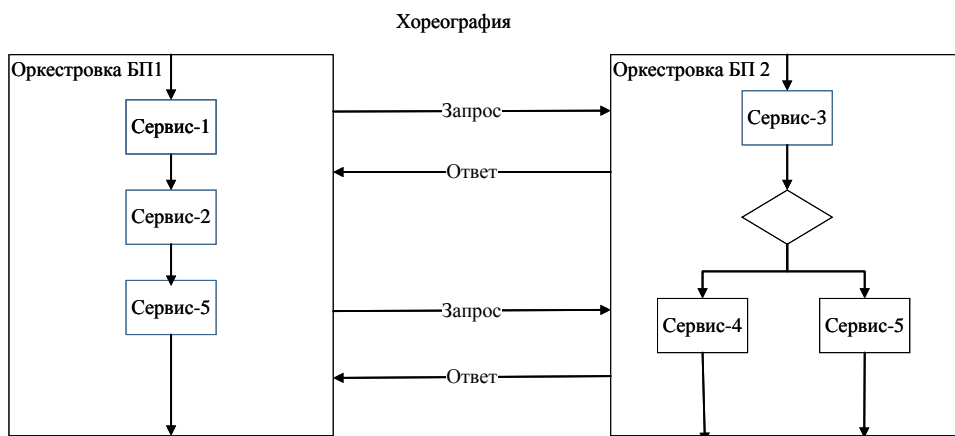 Хореография
Оркестровка БП1
Сервис-1
Сервис-2
Сервис-5
Запрос
Ответ
Запрос
Ответ
Оркестровка БП 2
Сервис-3
Сервис-4
Сервис-5